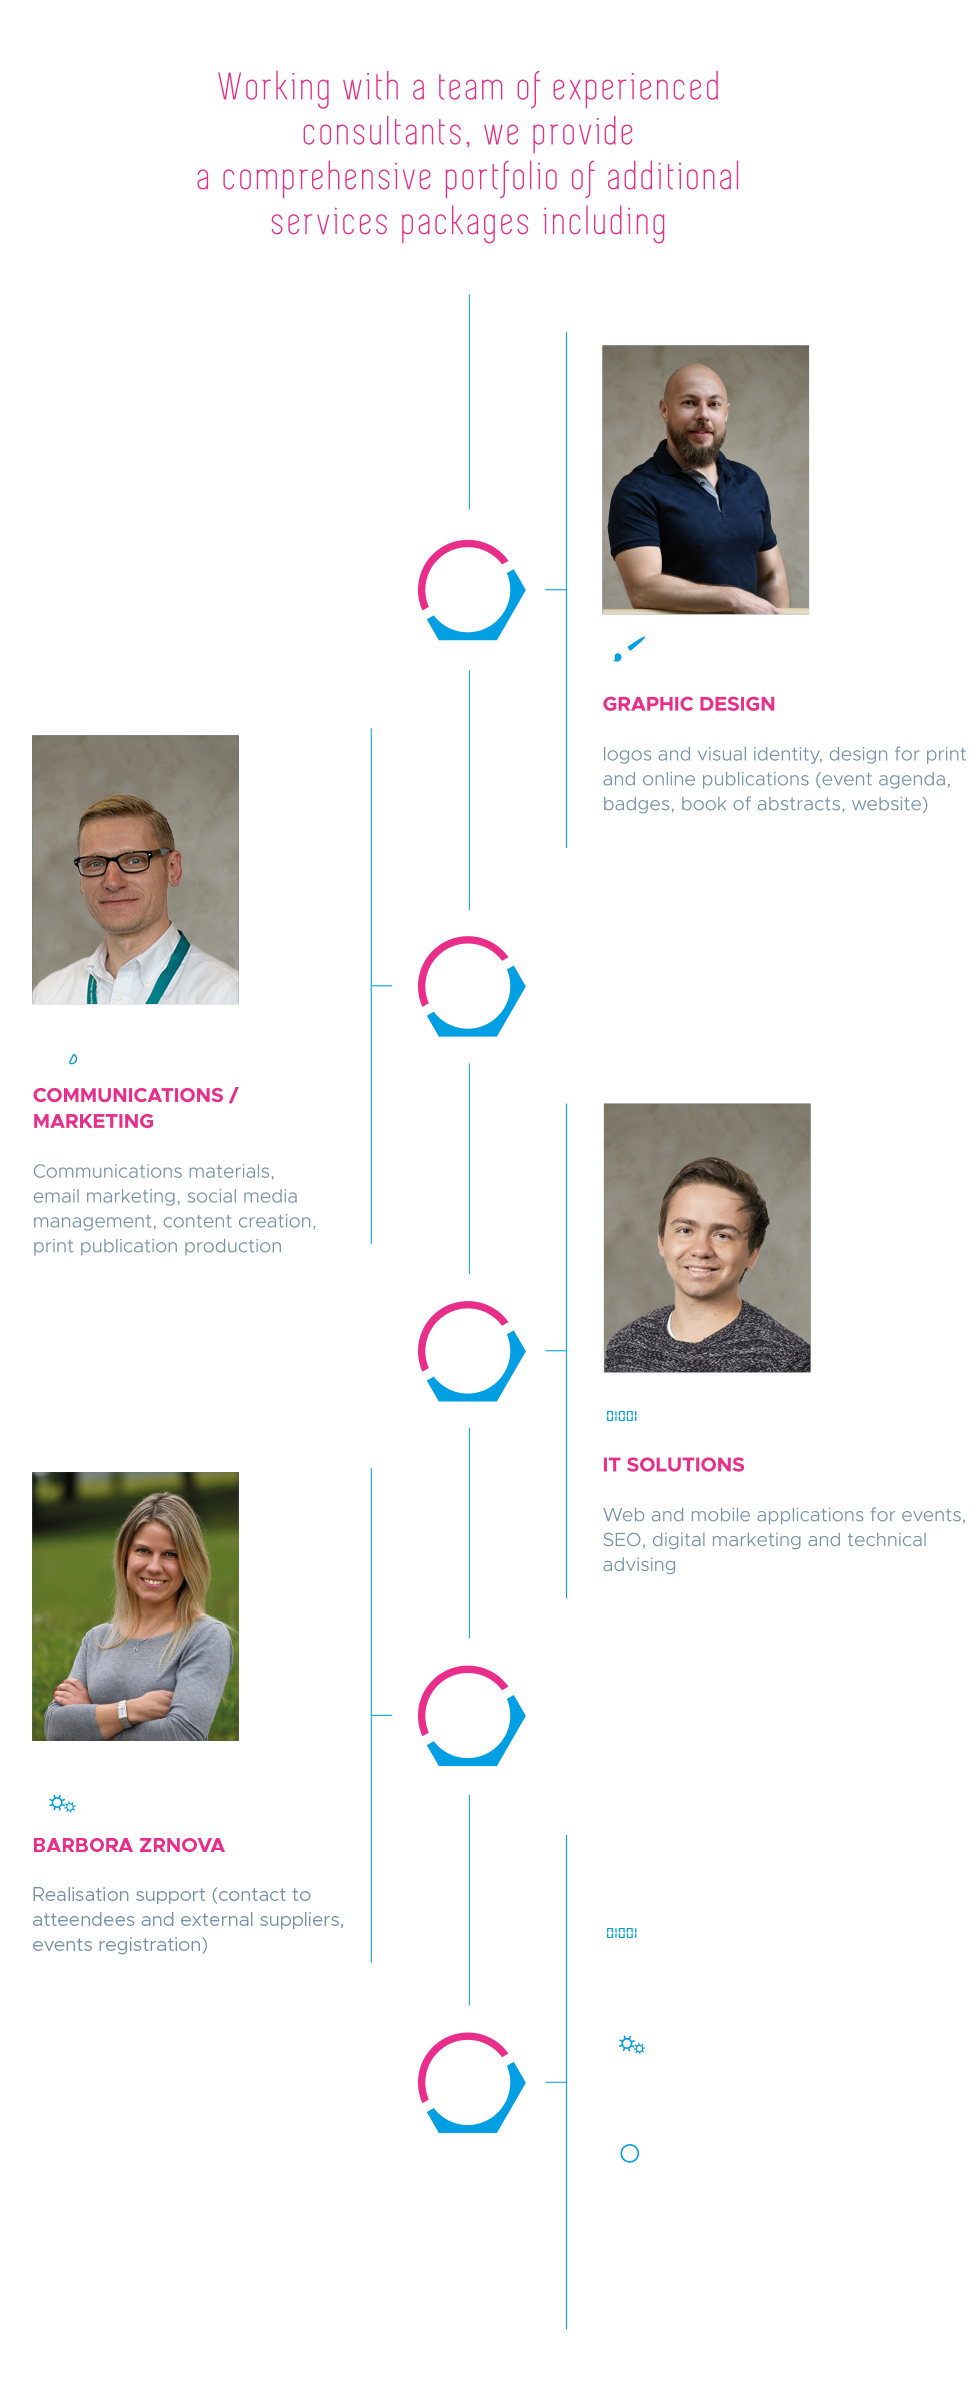 Working with a team of experienced
consultants, we provide
a comprehensive portfolio of additional
services packages including
GRAPHIC DESIGN
logos and visual identity, design for print
and online publications (event agenda,
badges, book of abstracts, website)
COMMUNICATIONS /
MARKETING
Communications materials,
email marketing, social media
management, content creation,
print publication production
01001
IT SOLUTIONS
Web and mobile applications for events,
SEO, digital marketing and technical
advising
BARBORA ZRNOVA
Realisation support (contact to
atteendees and external suppliers,
events registration)
01001